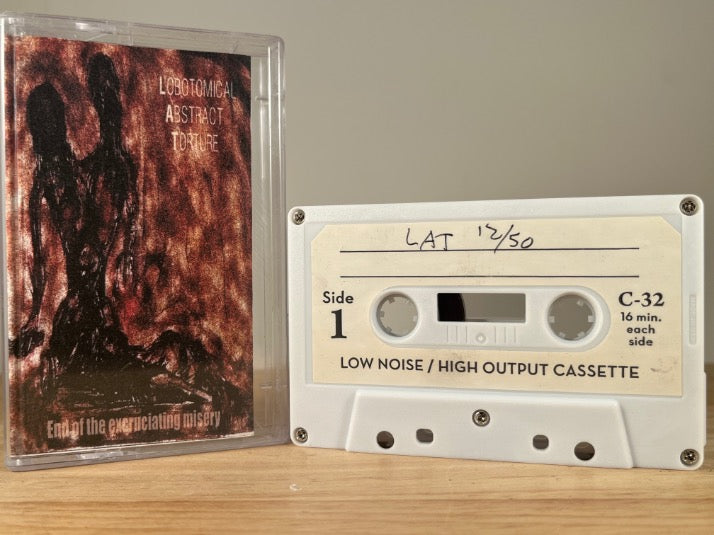 LOBOTOMICAL
ABSTRACT
TORTURE
End of the excruciating misery
LAT 12/50
Side
1
C-32
16 min.
each
side
LOW NOISE / HIGH OUTPUT CASSETTE